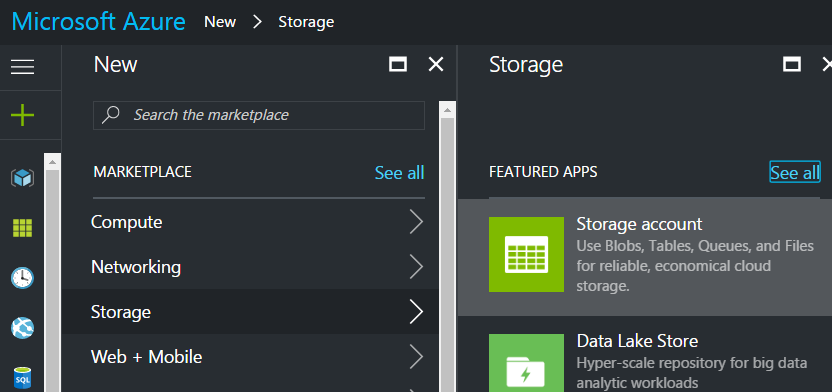 Microsoft Azure New > Storage
New
Search the marketplace
MARKETPLACE See all
Compute
Networking
Storage
Web + Mobile
Storage
FEATURED APPS See all
Storage account
Use Blobs, Tables, Queues, and Files
for reliable, economical cloud
storage.
Data Lake Store
Hyper-scale repository for big data
analytic workloads
SQL